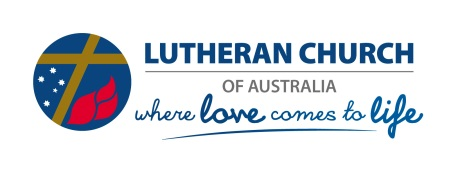 LUTHERAN CHURCH
OF AUSTRALIA
where love comes to life